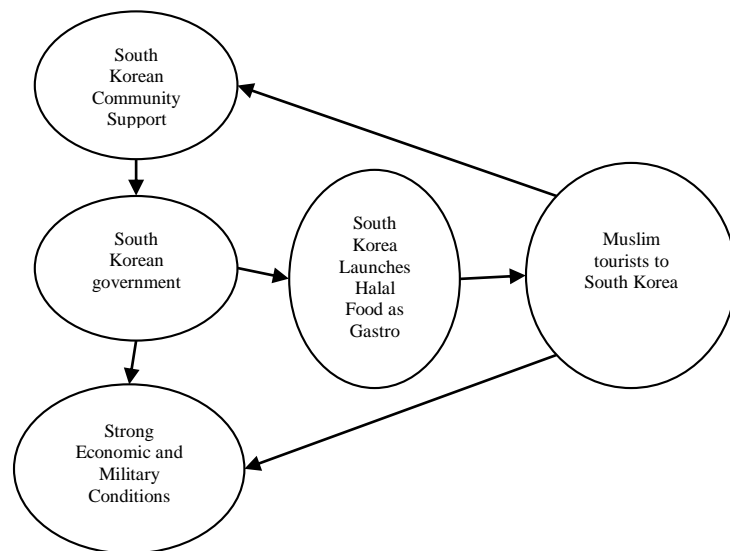 South
Korean
Community
Support
South
Korean
government
South
Korea
Launches
Halal
Food as
Gastro
Muslim
tourists to
South Korea
Strong
Economic and
Military
Conditions